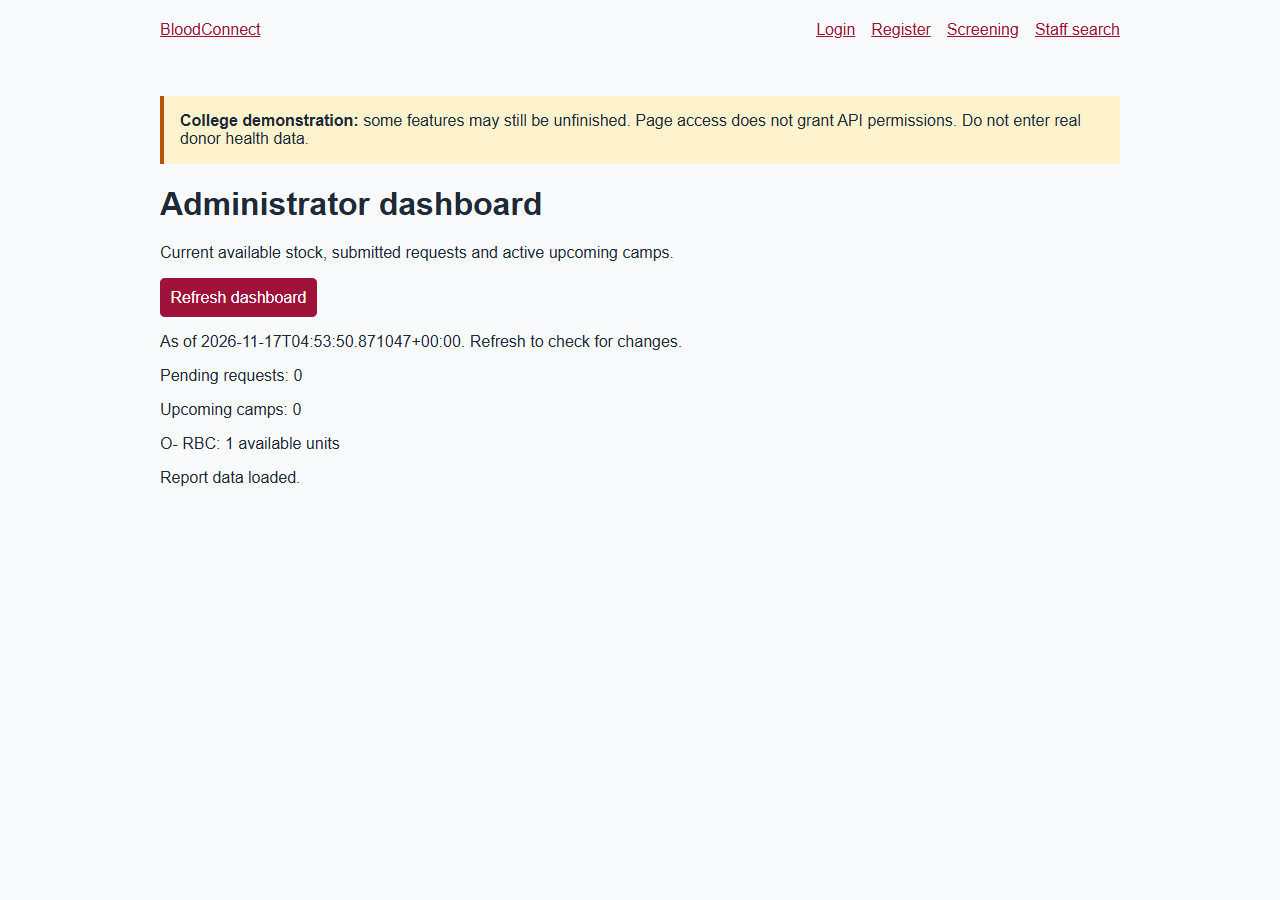 BloodConnect
Login Register Screening Staff search
College demonstration: some features may still be unfinished. Page access does not grant API permissions. Do not enter real
donor health data.
Administrator dashboard
Current available stock, submitted requests and active upcoming camps.
Refresh dashboard
As of 2026-11-17T04:53:50.871047+00:00. Refresh to check for changes.
Pending requests: 0
Upcoming camps: 0
O- RBC: 1 available units
Report data loaded.